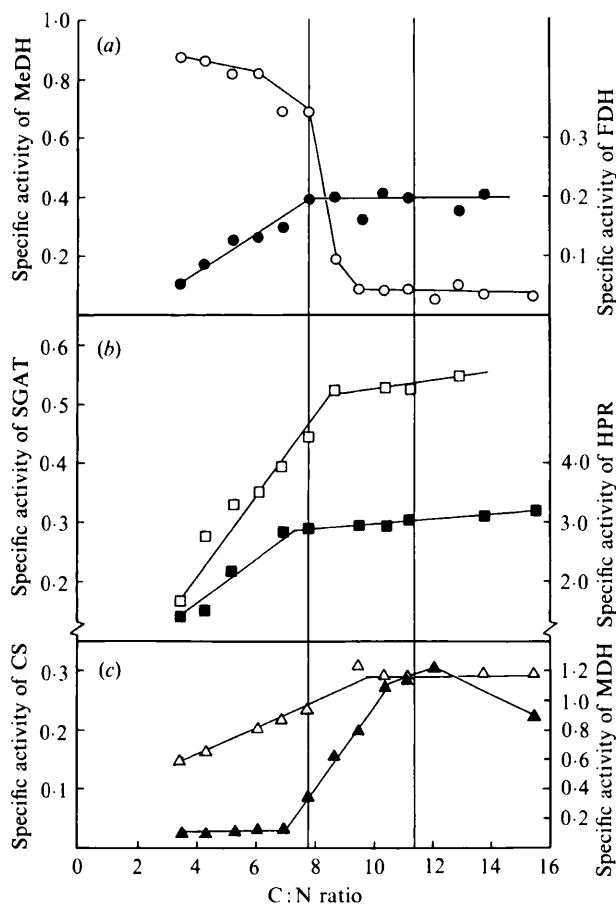 (a)
Specific activity of MeDH
1·0
0·8
0·6
0·4
0·2
Specific activity of FDH
0·3
0·2
0·1
(b)
Specific activity of SGAT
0·6
0·5
0·4
0·3
0·2
Specific activity of HPR
4·0
3·0
2·0
(c)
Specific activity of CS
0·3
0·2
0·1
Specific activity of MDH
1·2
1·0
0·8
0·6
0·4
0·2
0 2 4 6 8 10 12 14 16
C:N ratio